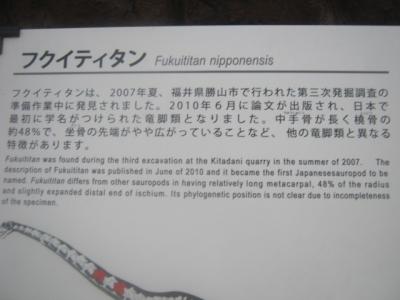 フクイティタン Fukuititan nipponensis
フクイティタンは、2007年夏、福井県勝山市で行われた第三次発掘調査の
準備作業中に発見されました。2010年6月に論文が出版され、日本で
最初に学名がつけられた竜脚類となりました。中手骨が長く橈骨の
約48%で、坐骨の先端がやや広がっていることなど、他の竜脚類と異なる
特徴があります。
Fukuititan was found during the third excavation at the Kitadani quarry in the summer of 2007. The
description of Fukuititan was published in June of 2010 and it became the first Japanesesauropod to be
named. Fukuititan differs from other sauropods in having relatively long metacarpal, 48% of the radius
and slightly expanded distal end of ischium. Its phylogenetic position is not clear due to incompleteness
of the specimen.